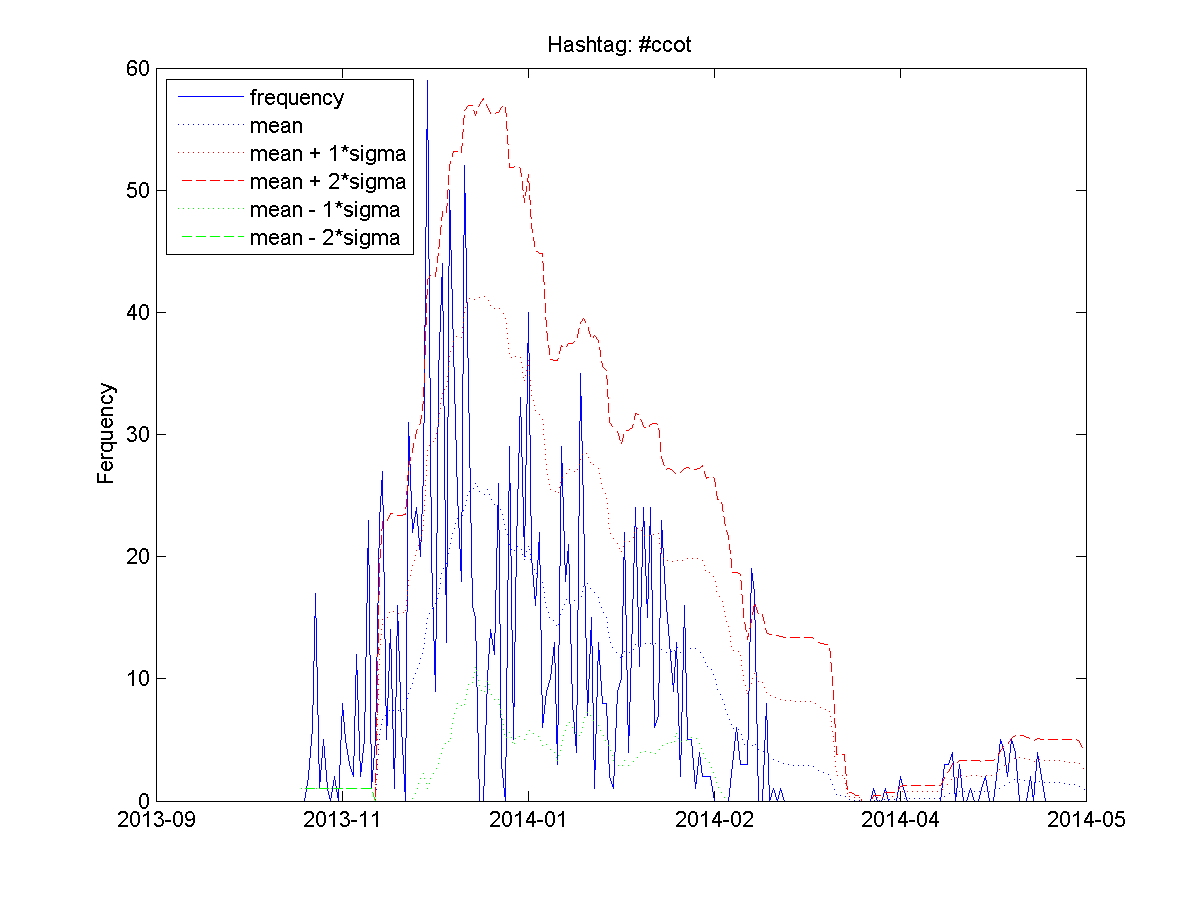 Hashtag: #ccot
60
50
40
30
20
10
0
Ferquency
frequency
mean
mean + 1*sigma
mean + 2*sigma
mean - 1*sigma
mean - 2*sigma
2013-09 2013-11 2014-01 2014-02 2014-04 2014-05